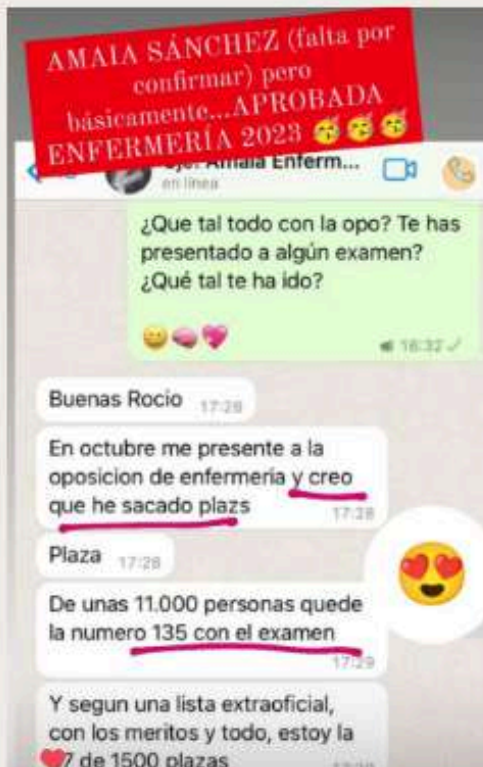 AMAIA SÁNCHEZ (falta por
confirmar) pero
básicamente...APROBADA
ENFERMERÍA 2023 🥳🥳🥳
Amaia Enferm...
en línea
¿Que tal todo con la opo? Te has
presentado a algún examen?
¿Qué tal te ha ido?
😀🧠💖
16:32
Buenas Rocio 17:28
En octubre me presente a la
oposicion de enfermeria y creo
que he sacado plazs 17:28
Plaza 17:28
De unas 11.000 personas quede
la numero 135 con el examen
17:29
Y segun una lista extraoficial,
con los meritos y todo, estoy la
7 de 1500 plazas